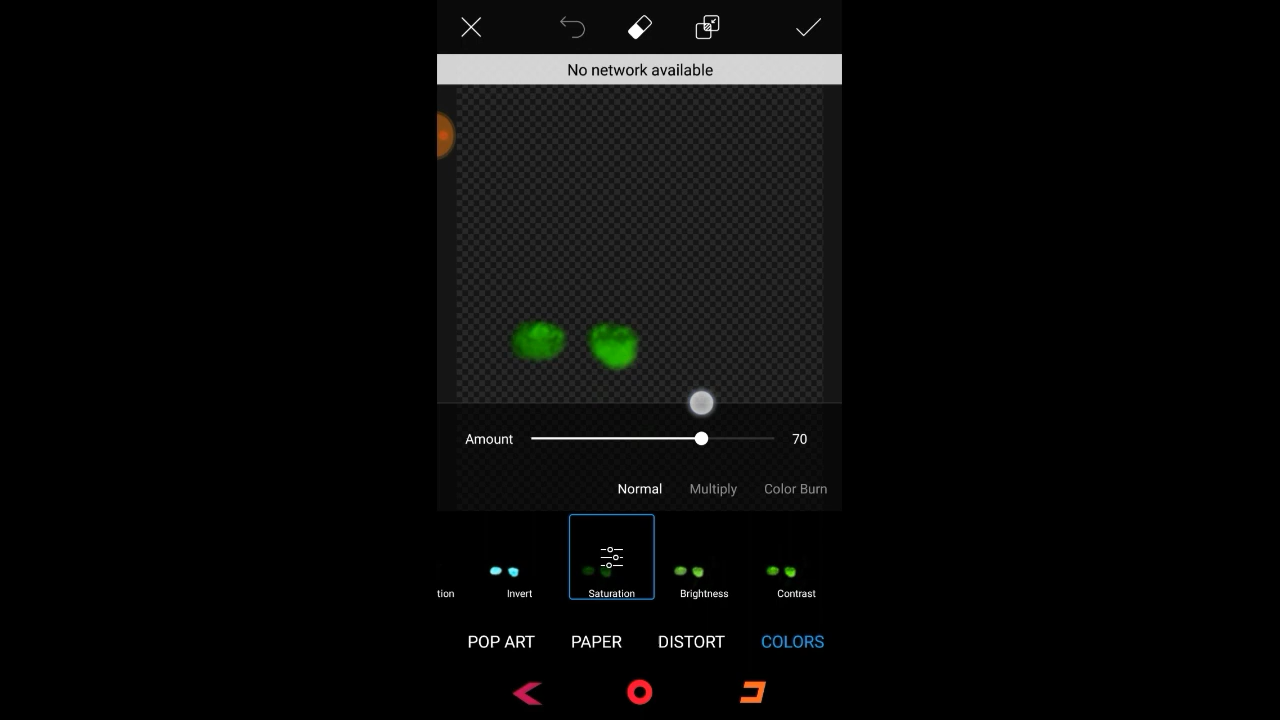 No network available
Amount 70
Normal Multiply Color Burn
tion Invert Saturation Brightness Contrast
POP ART PAPER DISTORT COLORS